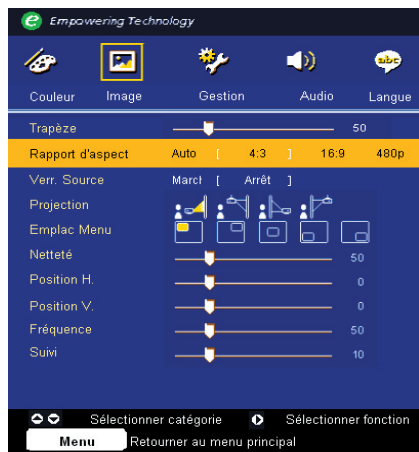 Empowering Technology
Couleur Image Gestion Audio Langue
Trapèze 50
Rapport d'aspect Auto [ 4:3 ] 16:9 480p
Verr. Source Marcl [ Arrêt ]
Projection
Emplac Menu
Netteté 50
Position H. 0
Position V. 0
Fréquence 50
Suivi 10
Sélectionner catégorie Sélectionner fonction
Menu Retourner au menu principal